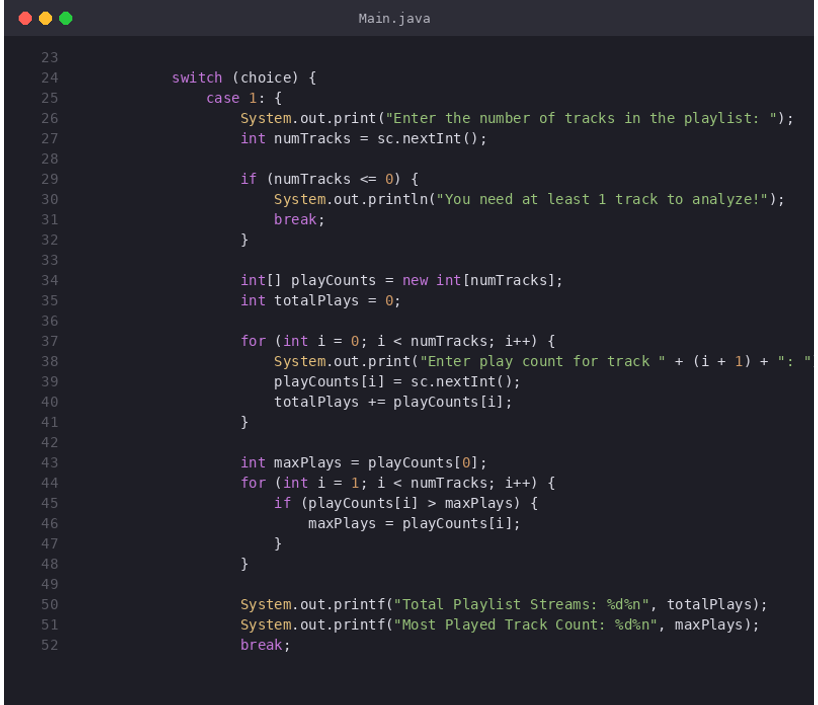 Main.java
23
24 switch (choice) {
25 case 1: {
26 System.out.print("Enter the number of tracks in the playlist: ");
27 int numTracks = sc.nextInt();
28
29 if (numTracks <= 0) {
30 System.out.println("You need at least 1 track to analyze!");
31 break;
32 }
33
34 int[] playCounts = new int[numTracks];
35 int totalPlays = 0;
36
37 for (int i = 0; i < numTracks; i++) {
38 System.out.print("Enter play count for track " + (i + 1) + ": "
39 playCounts[i] = sc.nextInt();
40 totalPlays += playCounts[i];
41 }
42
43 int maxPlays = playCounts[0];
44 for (int i = 1; i < numTracks; i++) {
45 if (playCounts[i] > maxPlays) {
46 maxPlays = playCounts[i];
47 }
48 }
49
50 System.out.printf("Total Playlist Streams: %d%n", totalPlays);
51 System.out.printf("Most Played Track Count: %d%n", maxPlays);
52 break;